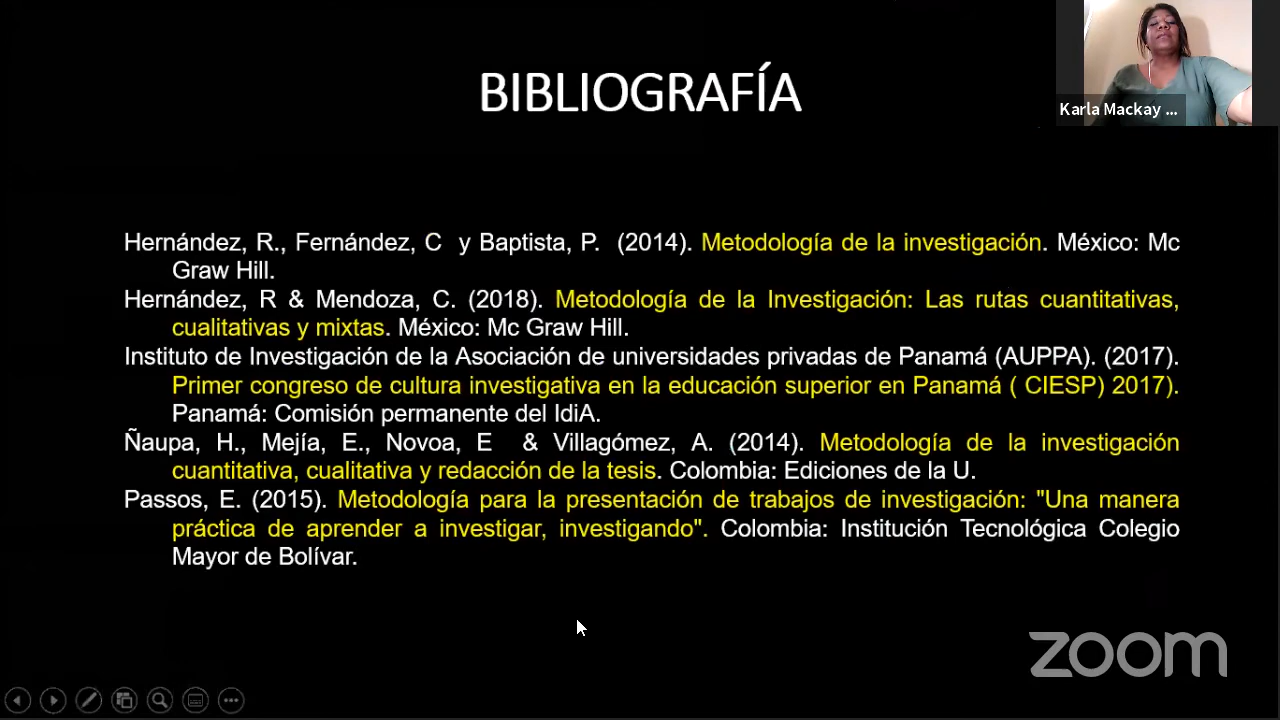 BIBLIOGRAFÍA
Karla Mackay ...
Hernández, R., Fernández, C y Baptista, P. (2014). Metodología de la investigación. México: Mc
Graw Hill.
Hernández, R & Mendoza, C. (2018). Metodología de la Investigación: Las rutas cuantitativas,
cualitativas y mixtas. México: Mc Graw Hill.
Instituto de Investigación de la Asociación de universidades privadas de Panamá (AUPPA). (2017).
Primer congreso de cultura investigativa en la educación superior en Panamá ( CIESP) 2017).
Panamá: Comisión permanente del IdiA.
Ñaupa, H., Mejía, E., Novoa, E & Villagómez, A. (2014). Metodología de la investigación
cuantitativa, cualitativa y redacción de la tesis. Colombia: Ediciones de la U.
Passos, E. (2015). Metodología para la presentación de trabajos de investigación: "Una manera
práctica de aprender a investigar, investigando". Colombia: Institución Tecnológica Colegio
Mayor de Bolívar.
zoom